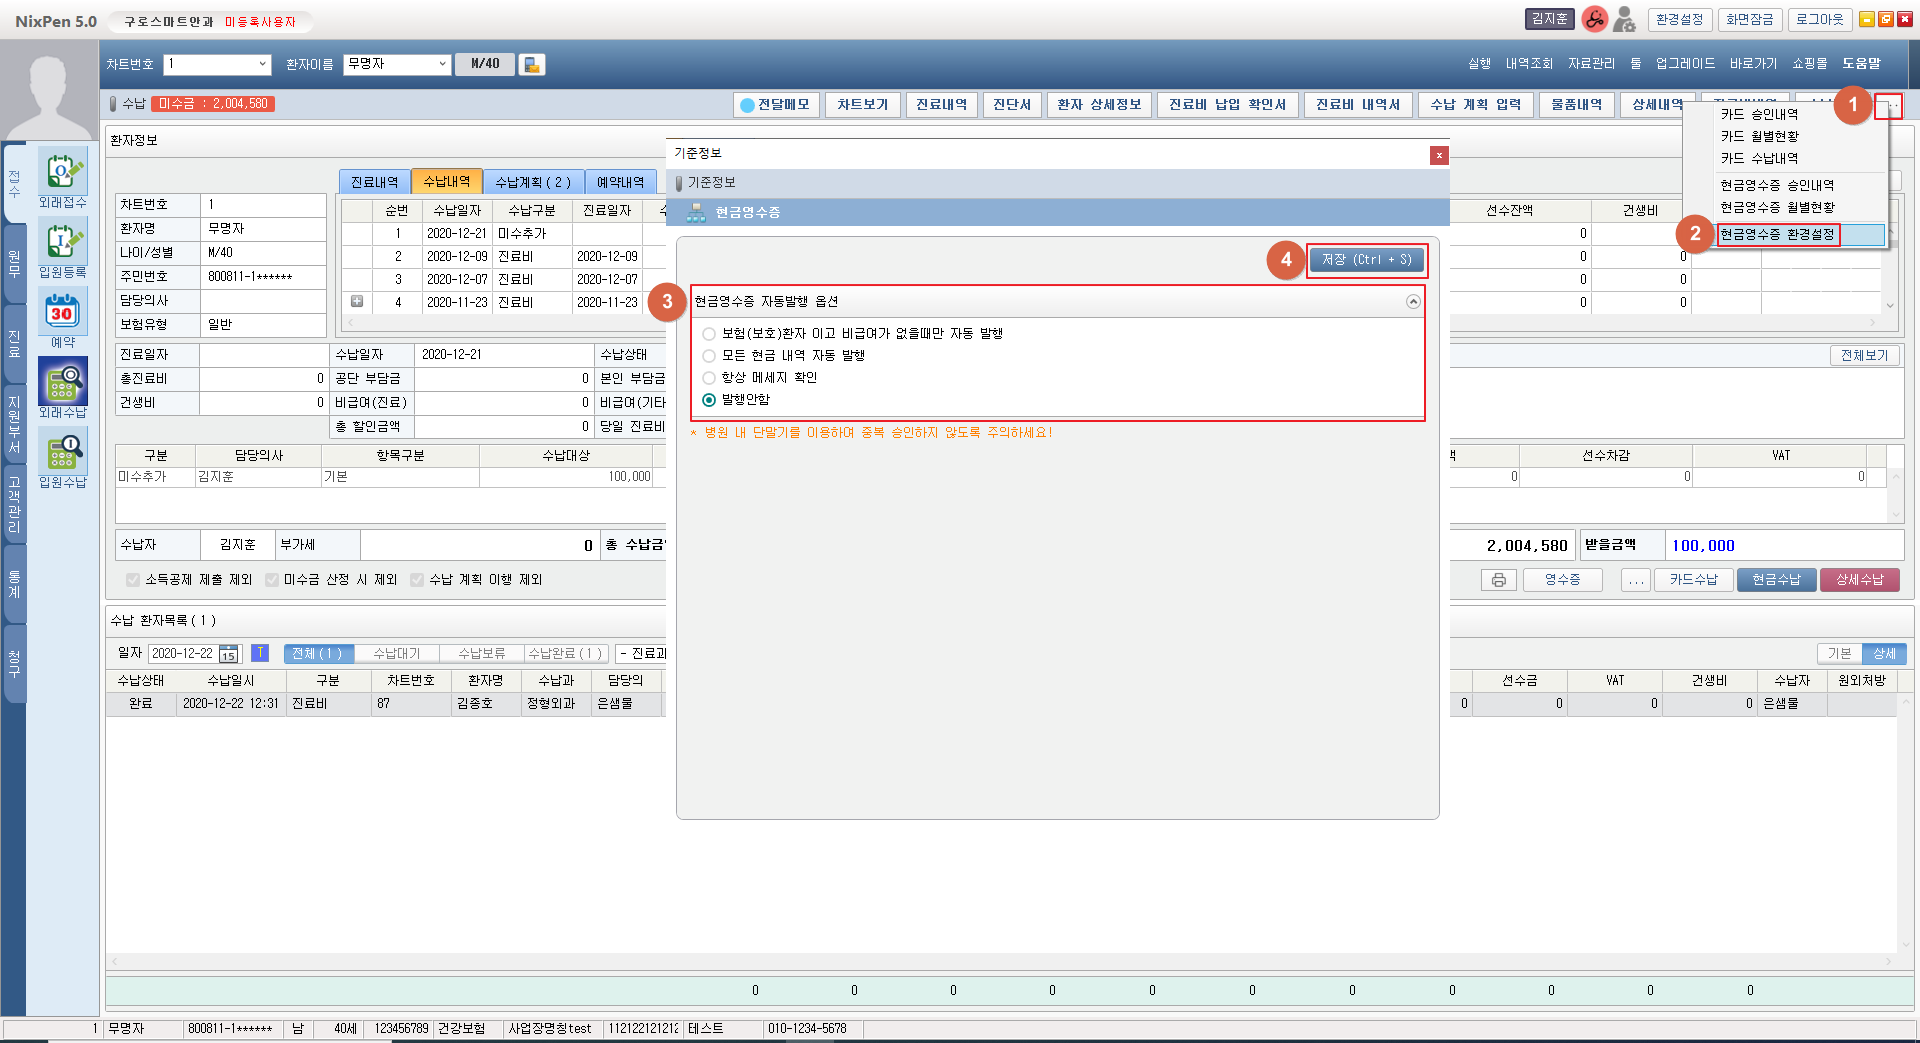 NixPen 5.0 구로스마트안과 미등록사용자 김지훈 환경설정 화면잠금 로그아웃
차트번호 1 환자이름 무명자 M/40 실행 내역조회 자료관리 툴 업그레이드 바로가기 쇼핑몰 도움말
수납 미수금 : 2,004,580 전달메모 차트보기 진료내역 진단서 환자 상세정보 진료비 납입 확인서 진료비 내역서 수납 계획 입력 물품내역 상세내역 1
카드 승인내역
카드 월별현황
카드 수납내역
현금영수증 승인내역
현금영수증 월별현황
2 현금영수증 환경설정
환자정보
접수
원무
진료
지원부서
고객관리
통계
청구
외래접수
입원등록
30
예약
외래수납
입원수납
진료내역 수납내역 수납계획 ( 2 ) 예약내역
차트번호 1
환자명 무명자
나이/성별 M/40
주민번호 800811-1******
담당의사
보험유형 일반
순번 수납일자 수납구분 진료일자 선수잔액 건생비
1 2020-12-21 미수추가 0
2 2020-12-09 진료비 2020-12-09 0 0
3 2020-12-07 진료비 2020-12-07 0 0
4 2020-11-23 진료비 2020-11-23 0 0
진료일자 수납일자 2020-12-21 수납상태 전체보기
총진료비 0 공단 부담금 0 본인 부담금
건생비 0 비급여(진료) 0 비급여(기타
총 할인금액 0 당일 진료비
구분 담당의사 항목구분 수납대상 선수차감 VAT
미수추가 김지훈 기본 100,000 0 0 0
수납자 김지훈 부가세 0 총 수납금 2,004,580 받을금액 100,000
소득공제 제출 제외 미수금 산정 시 제외 수납 계획 이행 제외 영수증 ... 카드수납 현금수납 상세수납
기준정보 x
기준정보
현금영수증
4 저장 (Ctrl + S)
3 현금영수증 자동발행 옵션
보험(보호)환자 이고 비급여가 없을때만 자동 발행
모든 현금 내역 자동 발행
항상 메세지 확인
발행안함
* 병원 내 단말기를 이용하여 중복 승인하지 않도록 주의하세요!
수납 환자목록 ( 1 )
일자 2020-12-22 15 T 전체 ( 1 ) 수납대기 수납보류 수납완료 ( 1 ) - 진료과 기본 상세
수납상태 수납일시 구분 차트번호 환자명 수납과 담당의 선수금 VAT 건생비 수납자 원외처방
완료 2020-12-22 12:31 진료비 87 김종호 정형외과 은샘물 0 0 0 0 은샘물
0 0 0 0 0 0 0 0 0 0 0
1 무명자 800811-1****** 남 40세 123456789 건강보험 사업장명칭test 112122121212 테스트 010-1234-5678